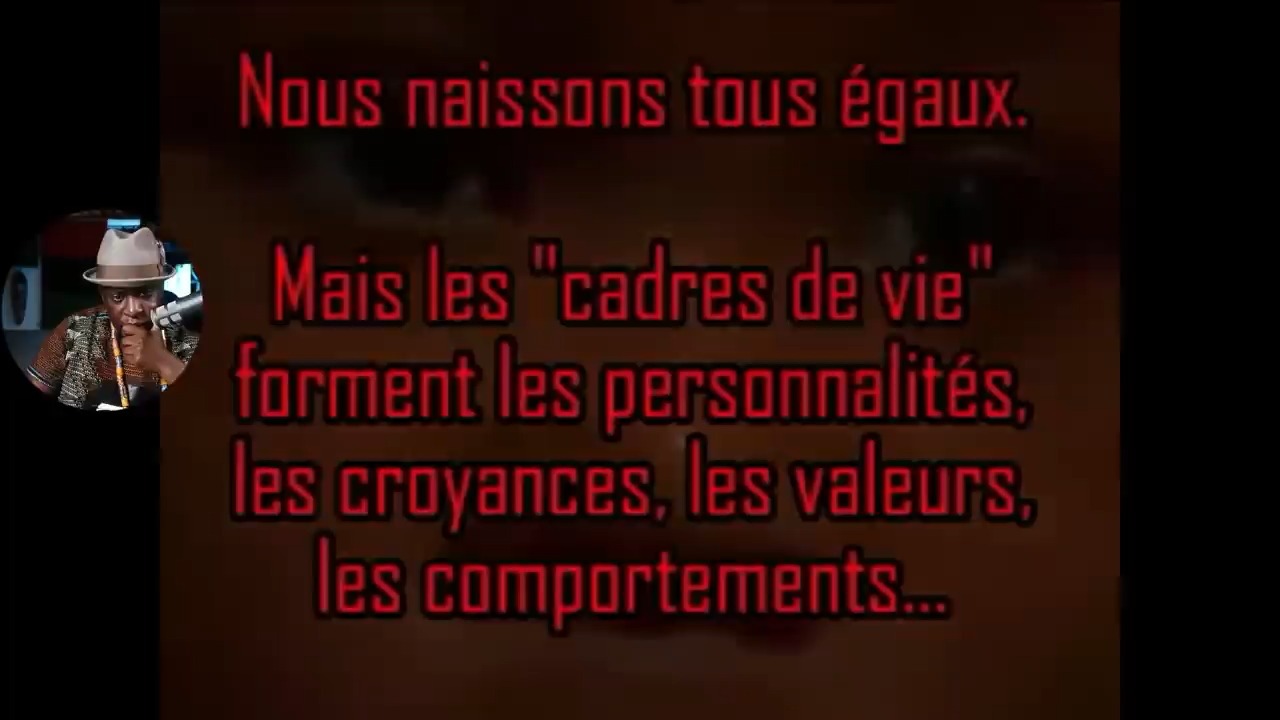 Nous naissons tous égaux.
Mais les "cadres de vie"
forment les personnalités,
les croyances, les valeurs,
les comportements...